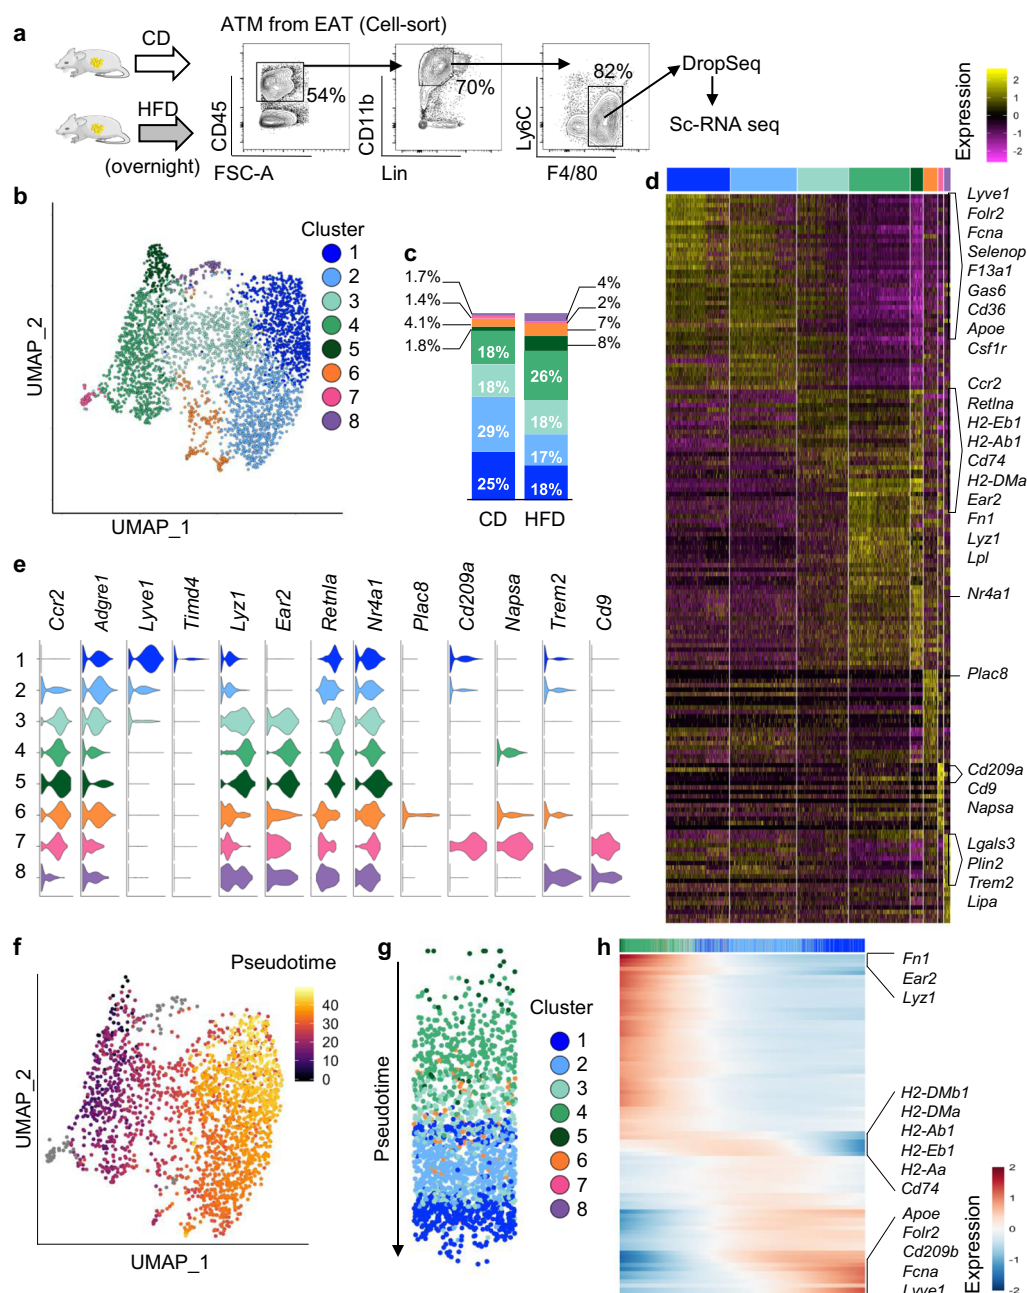 a
CD
HFD
(overnight)
ATM from EAT (Cell-sort)
CD45
FSC-A
54%
CD11b
Lin
70%
Ly6C
F4/80
82%
DropSeq
Sc-RNA seq
Expression
2
1
0
-1
-2
b
UMAP_2
UMAP_1
Cluster
1
2
3
4
5
6
7
8
c
1.7%
1.4%
4.1%
1.8%
18%
18%
29%
25%
CD
4%
2%
7%
8%
26%
18%
17%
18%
HFD
d
Lyve1
Folr2
Fcna
Selenop
F13a1
Gas6
Cd36
Apoe
Csf1r
Ccr2
Retlna
H2-Eb1
H2-Ab1
Cd74
H2-DMa
Ear2
Fn1
Lyz1
Lpl
Nr4a1
Plac8
Cd209a
Cd9
Napsa
Lgals3
Plin2
Trem2
Lipa
e
Ccr2
Adgre1
Lyve1
Timd4
Lyz1
Ear2
Retnla
Nr4a1
Plac8
Cd209a
Napsa
Trem2
Cd9
1
2
3
4
5
6
7
8
f
Pseudotime
40
30
20
10
0
UMAP_2
UMAP_1
g
Pseudotime
Cluster
1
2
3
4
5
6
7
8
h
Fn1
Ear2
Lyz1
H2-DMb1
H2-DMa
H2-Ab1
H2-Eb1
H2-Aa
Cd74
Apoe
Folr2
Cd209b
Fcna
Lyve1
Expression
2
1
0
-1
-2